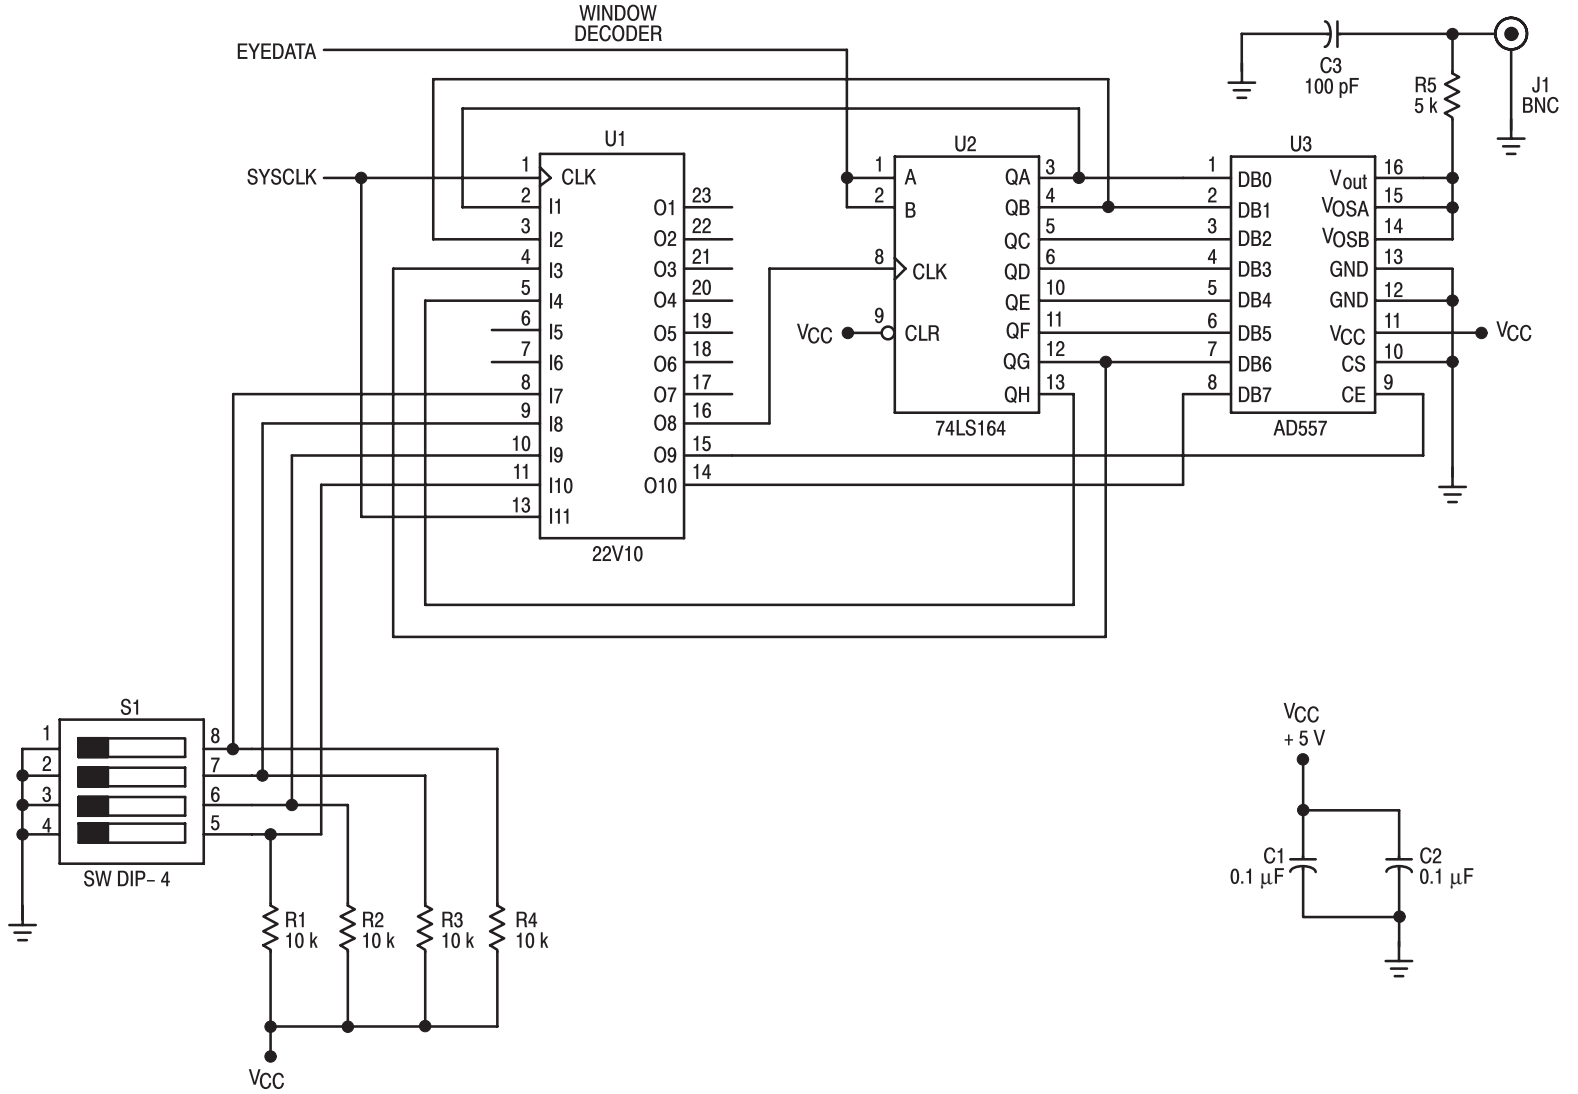 WINDOW
DECODER
EYEDATA
C3
100 pF
R5
5 k
J1
BNC
SYSCLK
U1
1 CLK
2 I1
3 I2
4 I3
5 I4
6 I5
7 I6
8 I7
9 I8
10 I9
11 I10
13 I11
O1 23
O2 22
O3 21
O4 20
O5 19
O6 18
O7 17
O8 16
O9 15
O10 14
22V10
U2
1 A
2 B
8 CLK
VCC 9 CLR
QA 3
QB 4
QC 5
QD 6
QE 10
QF 11
QG 12
QH 13
74LS164
U3
1 DB0
2 DB1
3 DB2
4 DB3
5 DB4
6 DB5
7 DB6
8 DB7
Vout 16
VOSA 15
VOSB 14
GND 13
GND 12
VCC 11 VCC
CS 10
CE 9
AD557
S1
1 8
2 7
3 6
4 5
SW DIP– 4
R1
10 k
R2
10 k
R3
10 k
R4
10 k
VCC
VCC
+ 5 V
C1
0.1 µF
C2
0.1 µF